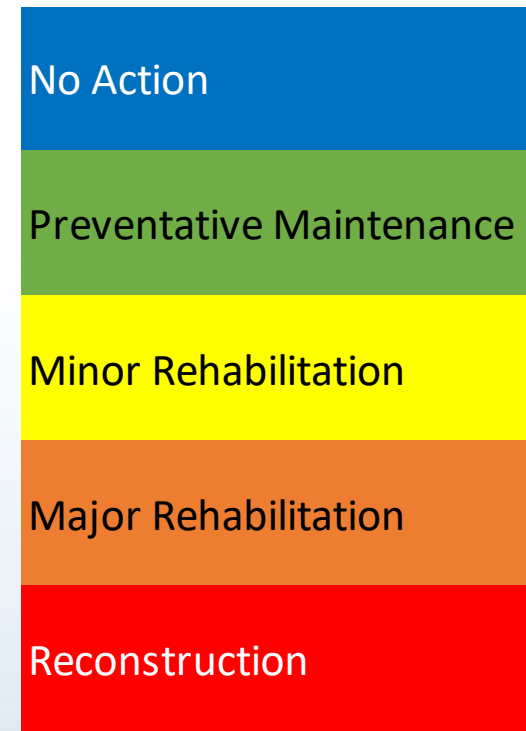 No Action
Preventative Maintenance
Minor Rehabilitation
Major Rehabilitation
Reconstruction